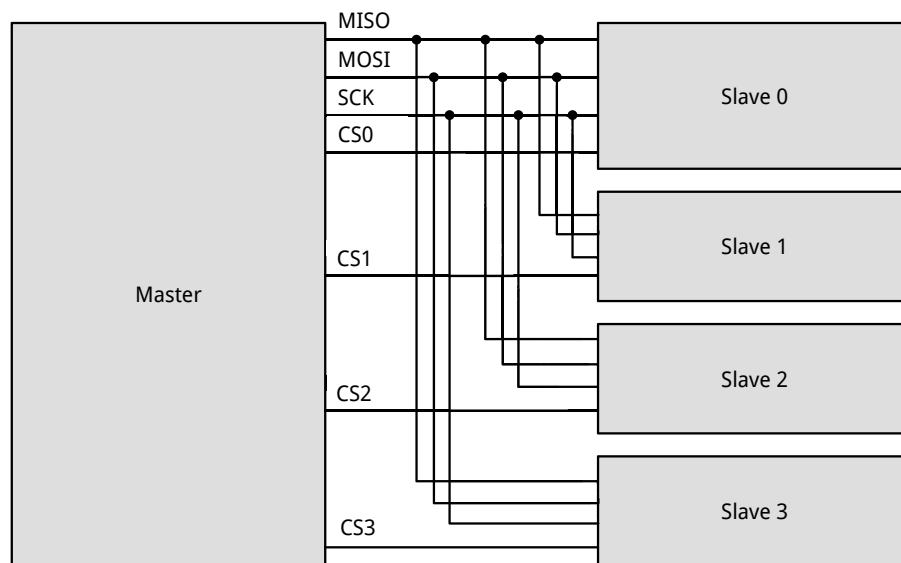 MISO
MOSI
SCK
CS0
Slave 0
CS1
Slave 1
Master
CS2
Slave 2
CS3
Slave 3